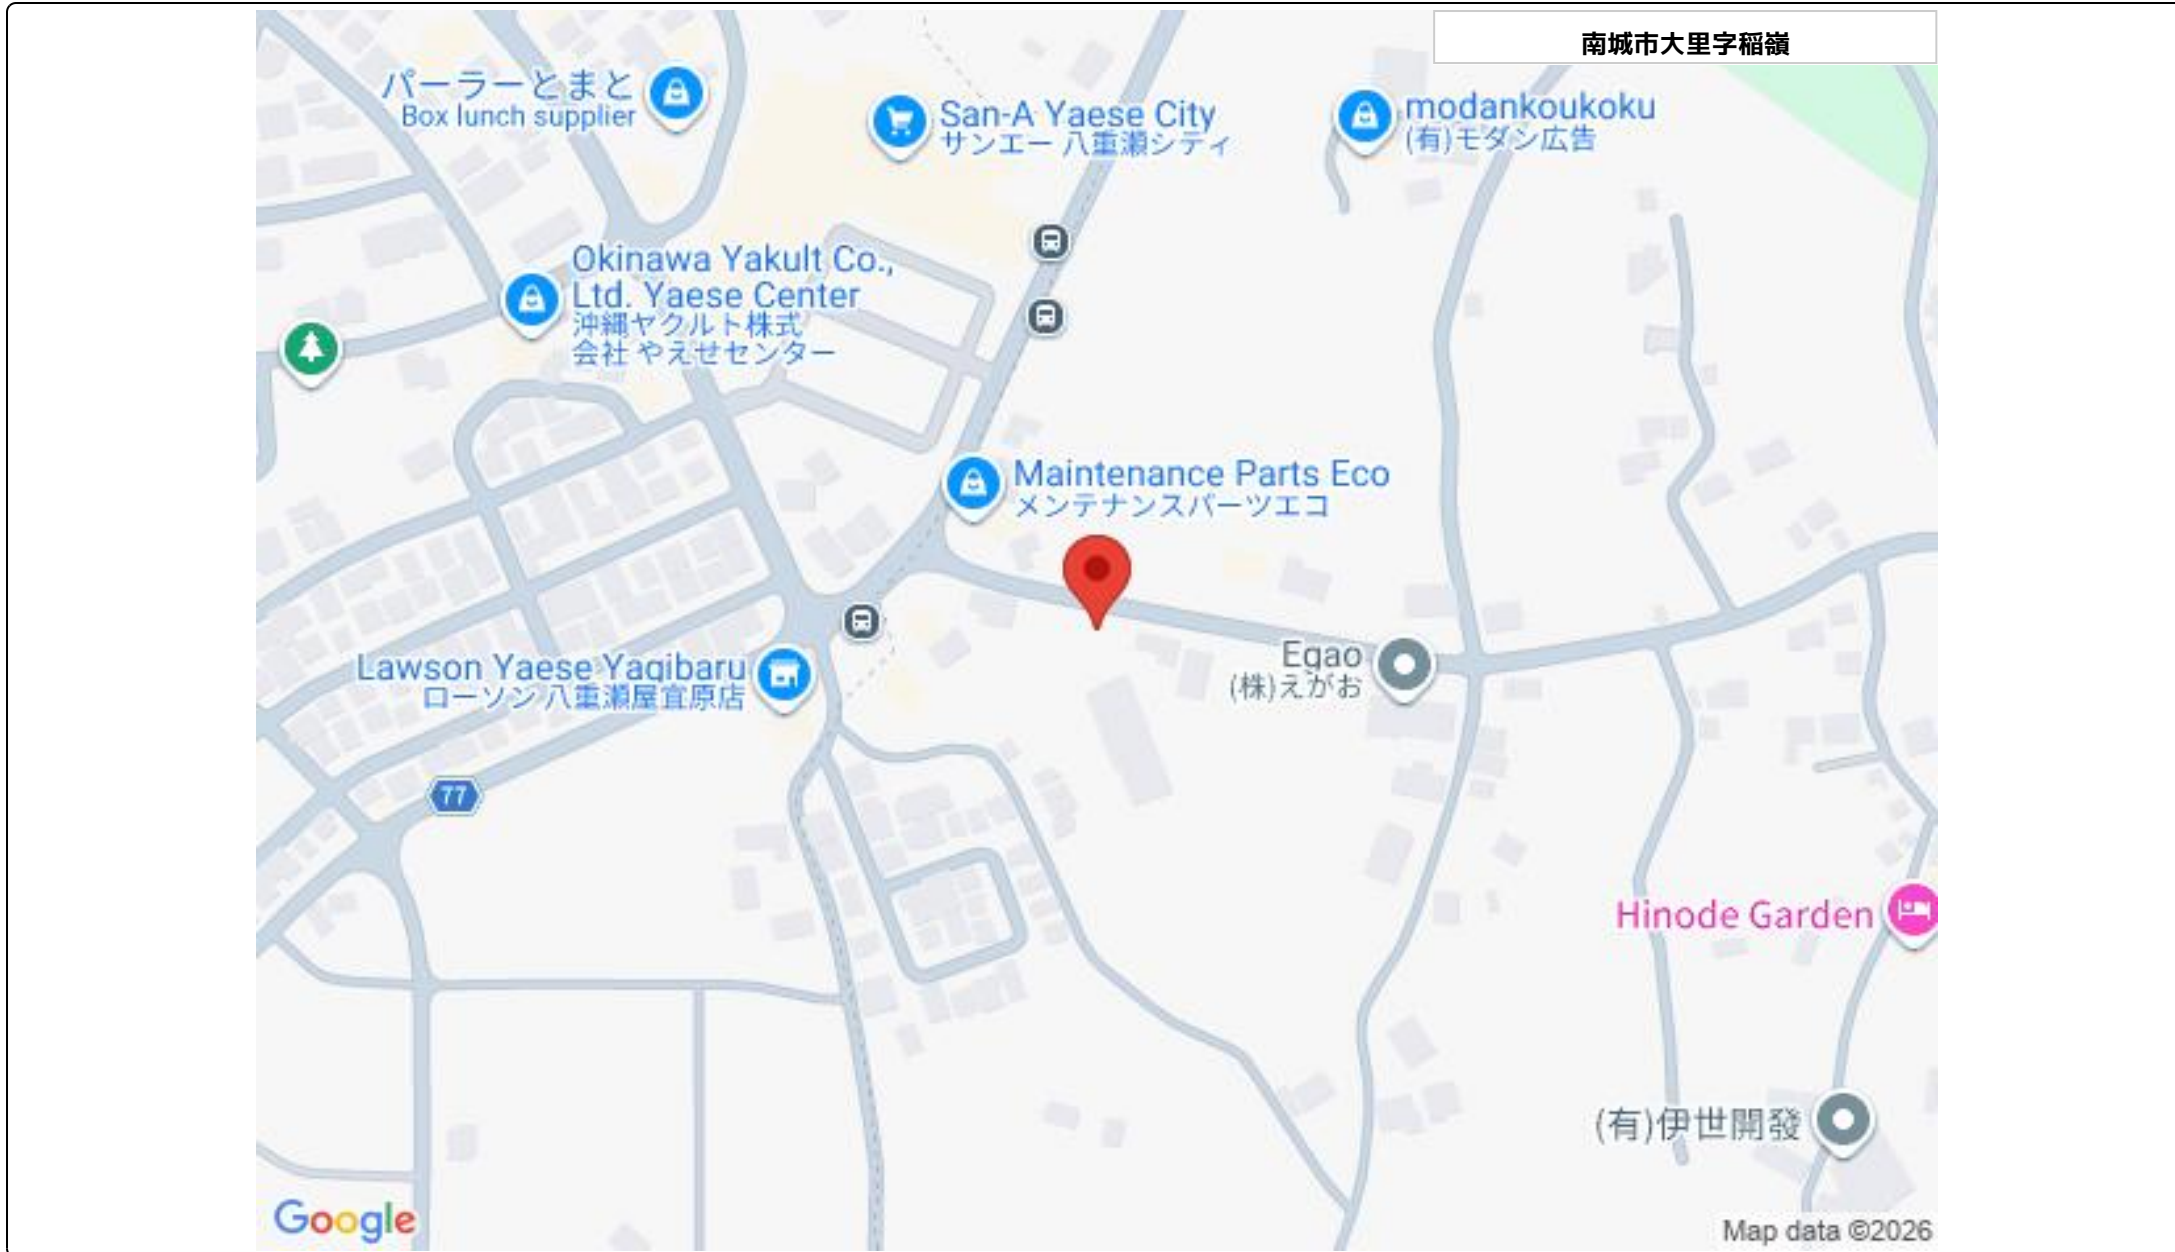 南城市大里字稲嶺
パーラーとまと
Box lunch supplier
San-A Yaese City
サンエー 八重瀬シティ
modankoukoku
(有)モダン広告
Okinawa Yakult Co.,
Ltd. Yaese Center
沖縄ヤクルト株式
会社 やえせセンター
Maintenance Parts Eco
メンテナンスパーツエコ
Egao
(株)えがお
Lawson Yaese Yagibaru
ローソン 八重瀬屋宜原店
77
Hinode Garden
(有)伊世開發
Google
Map data ©2026